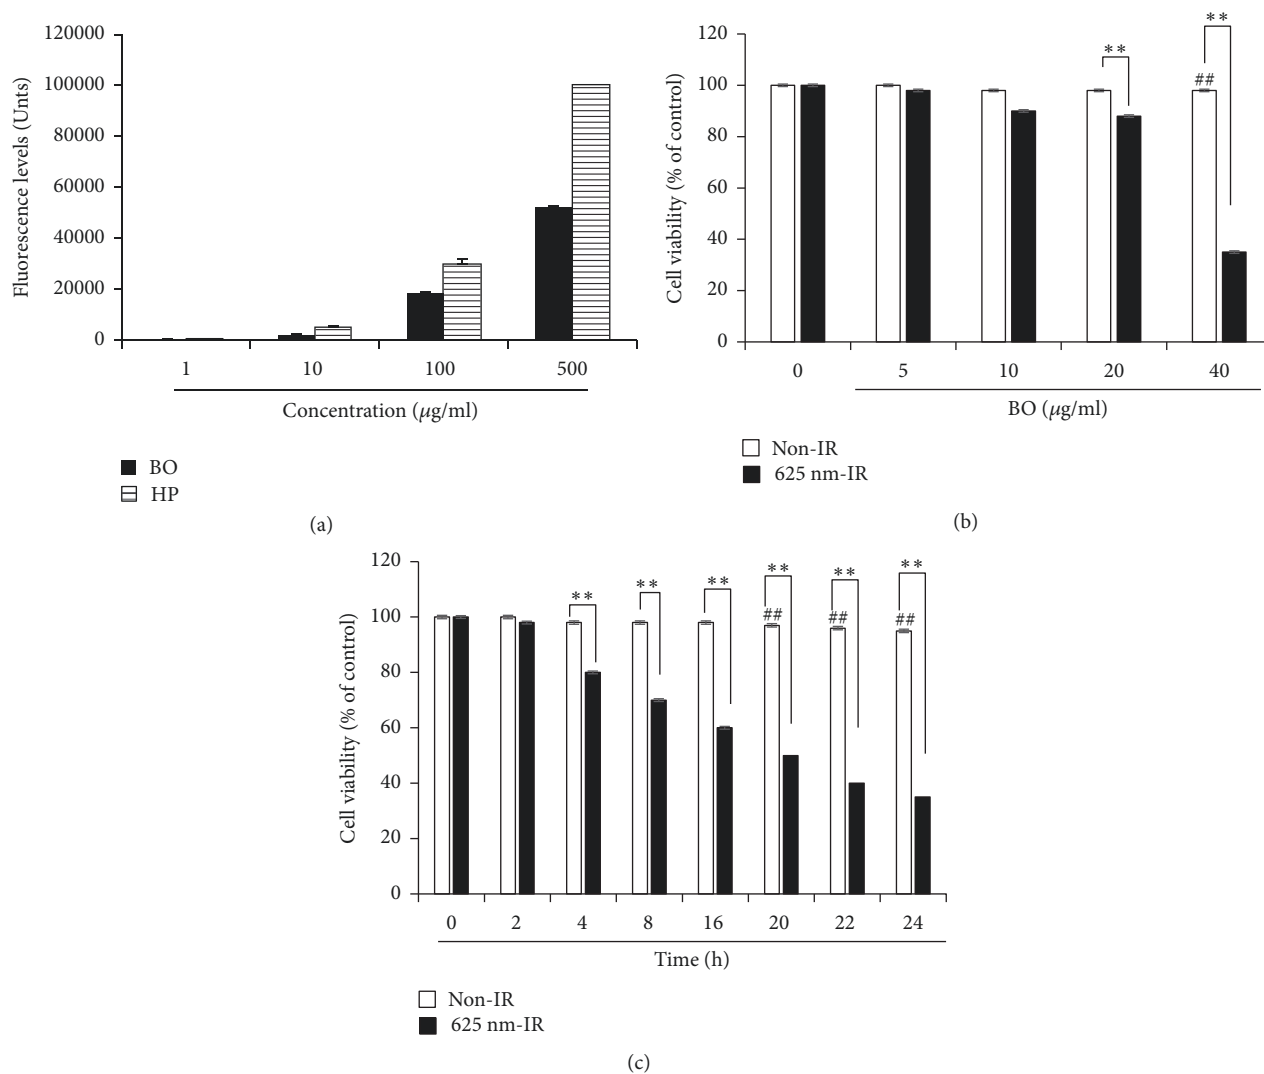 120000
100000
80000
60000
40000
20000
0
Fluorescence levels (Unts)
1 10 100 500
Concentration (μg/ml)
BO
HP
(a)
120
100
80
60
40
20
0
Cell viability (% of control)
**
**
##
0 5 10 20 40
BO (μg/ml)
Non-IR
625 nm-IR
(b)
120
100
80
60
40
20
0
Cell viability (% of control)
** ** ** ** ** **
## ## ##
0 2 4 8 16 20 22 24
Time (h)
Non-IR
625 nm-IR
(c)